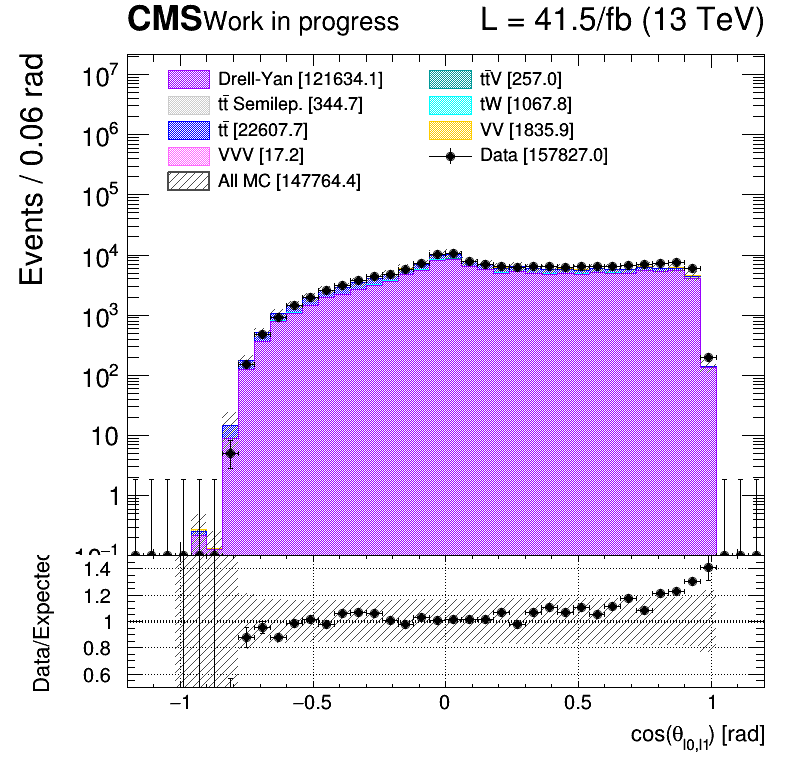 CMS Work in progress L = 41.5/fb (13 TeV)
Events / 0.06 rad
Drell-Yan [121634.1]
tt̄ Semilep. [344.7]
tt̄ [22607.7]
VVV [17.2]
All MC [147764.4]
tt̄V [257.0]
tW [1067.8]
VV [1835.9]
Data [157827.0]
10⁷
10⁶
10⁵
10⁴
10³
10²
10
1
10⁻¹
Data/Expected
1.4
1.2
1
0.8
0.6
−1 −0.5 0 0.5 1
cos(θ_l0,l1) [rad]